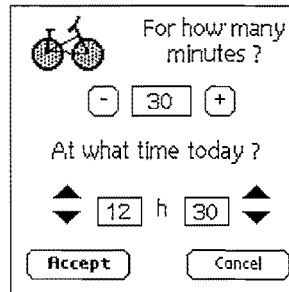 For how many
minutes ?
- 30 +
At what time today ?
12 h 30
Accept Cancel